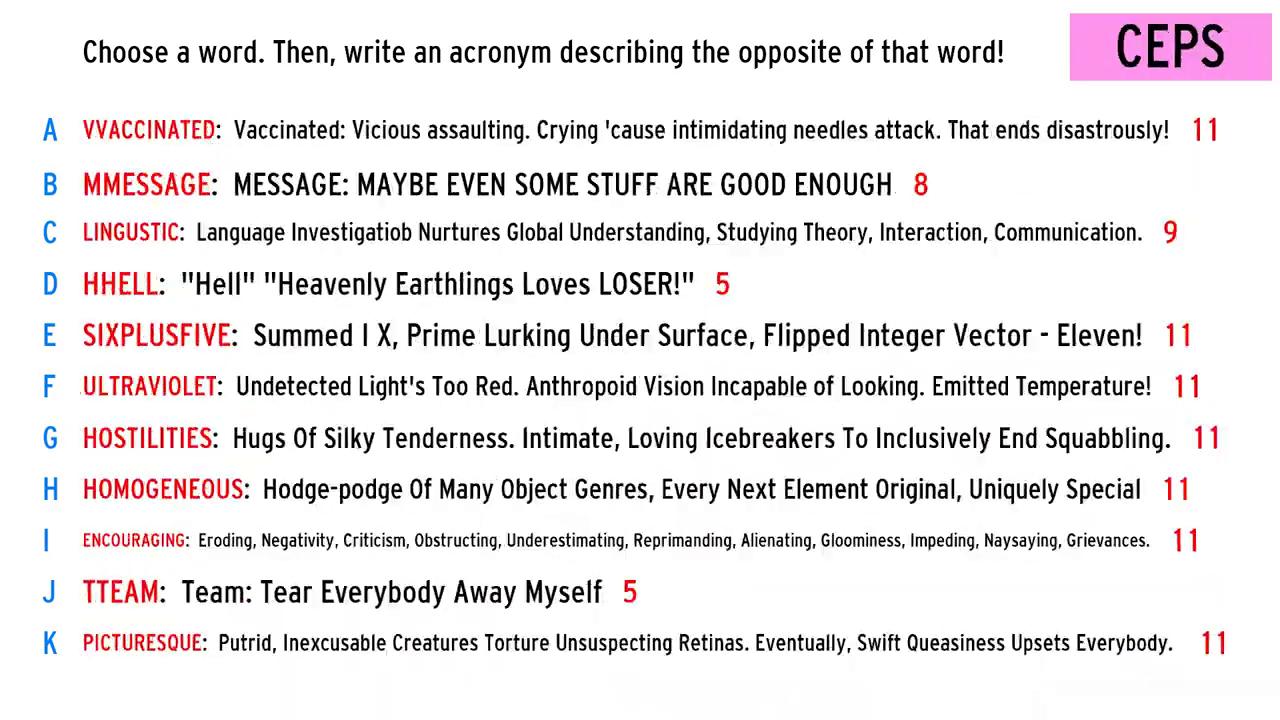 Choose a word. Then, write an acronym describing the opposite of that word!
CEPS
A VVACCINATED: Vaccinated: Vicious assaulting. Crying 'cause intimidating needles attack. That ends disastrously! 11
B MMESSAGE: MESSAGE: MAYBE EVEN SOME STUFF ARE GOOD ENOUGH 8
C LINGUSTIC: Language Investigatiob Nurtures Global Understanding, Studying Theory, Interaction, Communication. 9
D HHELL: "Hell" "Heavenly Earthlings Loves LOSER!" 5
E SIXPLUSFIVE: Summed I X, Prime Lurking Under Surface, Flipped Integer Vector - Eleven! 11
F ULTRAVIOLET: Undetected Light's Too Red. Anthropoid Vision Incapable of Looking. Emitted Temperature! 11
G HOSTILITIES: Hugs Of Silky Tenderness. Intimate, Loving Icebreakers To Inclusively End Squabbling. 11
H HOMOGENEOUS: Hodge-podge Of Many Object Genres, Every Next Element Original, Uniquely Special 11
I ENCOURAGING: Eroding, Negativity, Criticism, Obstructing, Underestimating, Reprimanding, Alienating, Gloominess, Impeding, Naysaying, Grievances. 11
J TTEAM: Team: Tear Everybody Away Myself 5
K PICTURESQUE: Putrid, Inexcusable Creatures Torture Unsuspecting Retinas. Eventually, Swift Queasiness Upsets Everybody. 11